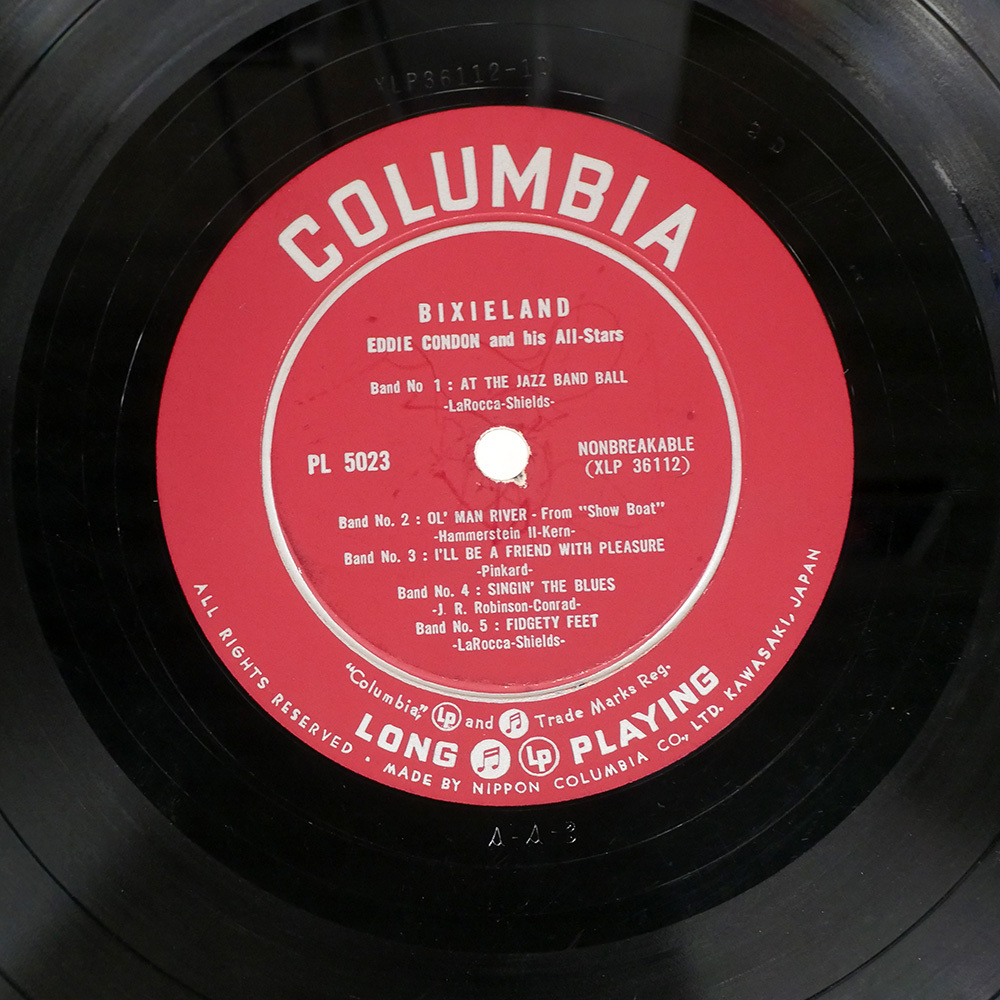 XLP36112-1D
COLUMBIA
BIXIELAND
EDDIE CONDON and his All-Stars
Band No 1 : AT THE JAZZ BAND BALL
-LaRocca-Shields-
PL 5023
NONBREAKABLE
(XLP 36112)
Band No. 2 : OL' MAN RIVER - From "Show Boat"
-Hammerstein II-Kern-
Band No. 3 : I'LL BE A FRIEND WITH PLEASURE
-Pinkard-
Band No. 4 : SINGIN' THE BLUES
-J. R. Robinson-Conrad-
Band No. 5 : FIDGETY FEET
-LaRocca-Shields-
"Columbia," LP and Trade Marks Reg.
LONG LP PLAYING
ALL RIGHTS RESERVED • MADE BY NIPPON COLUMBIA CO., LTD. KAWASAKI, JAPAN
A-A-3